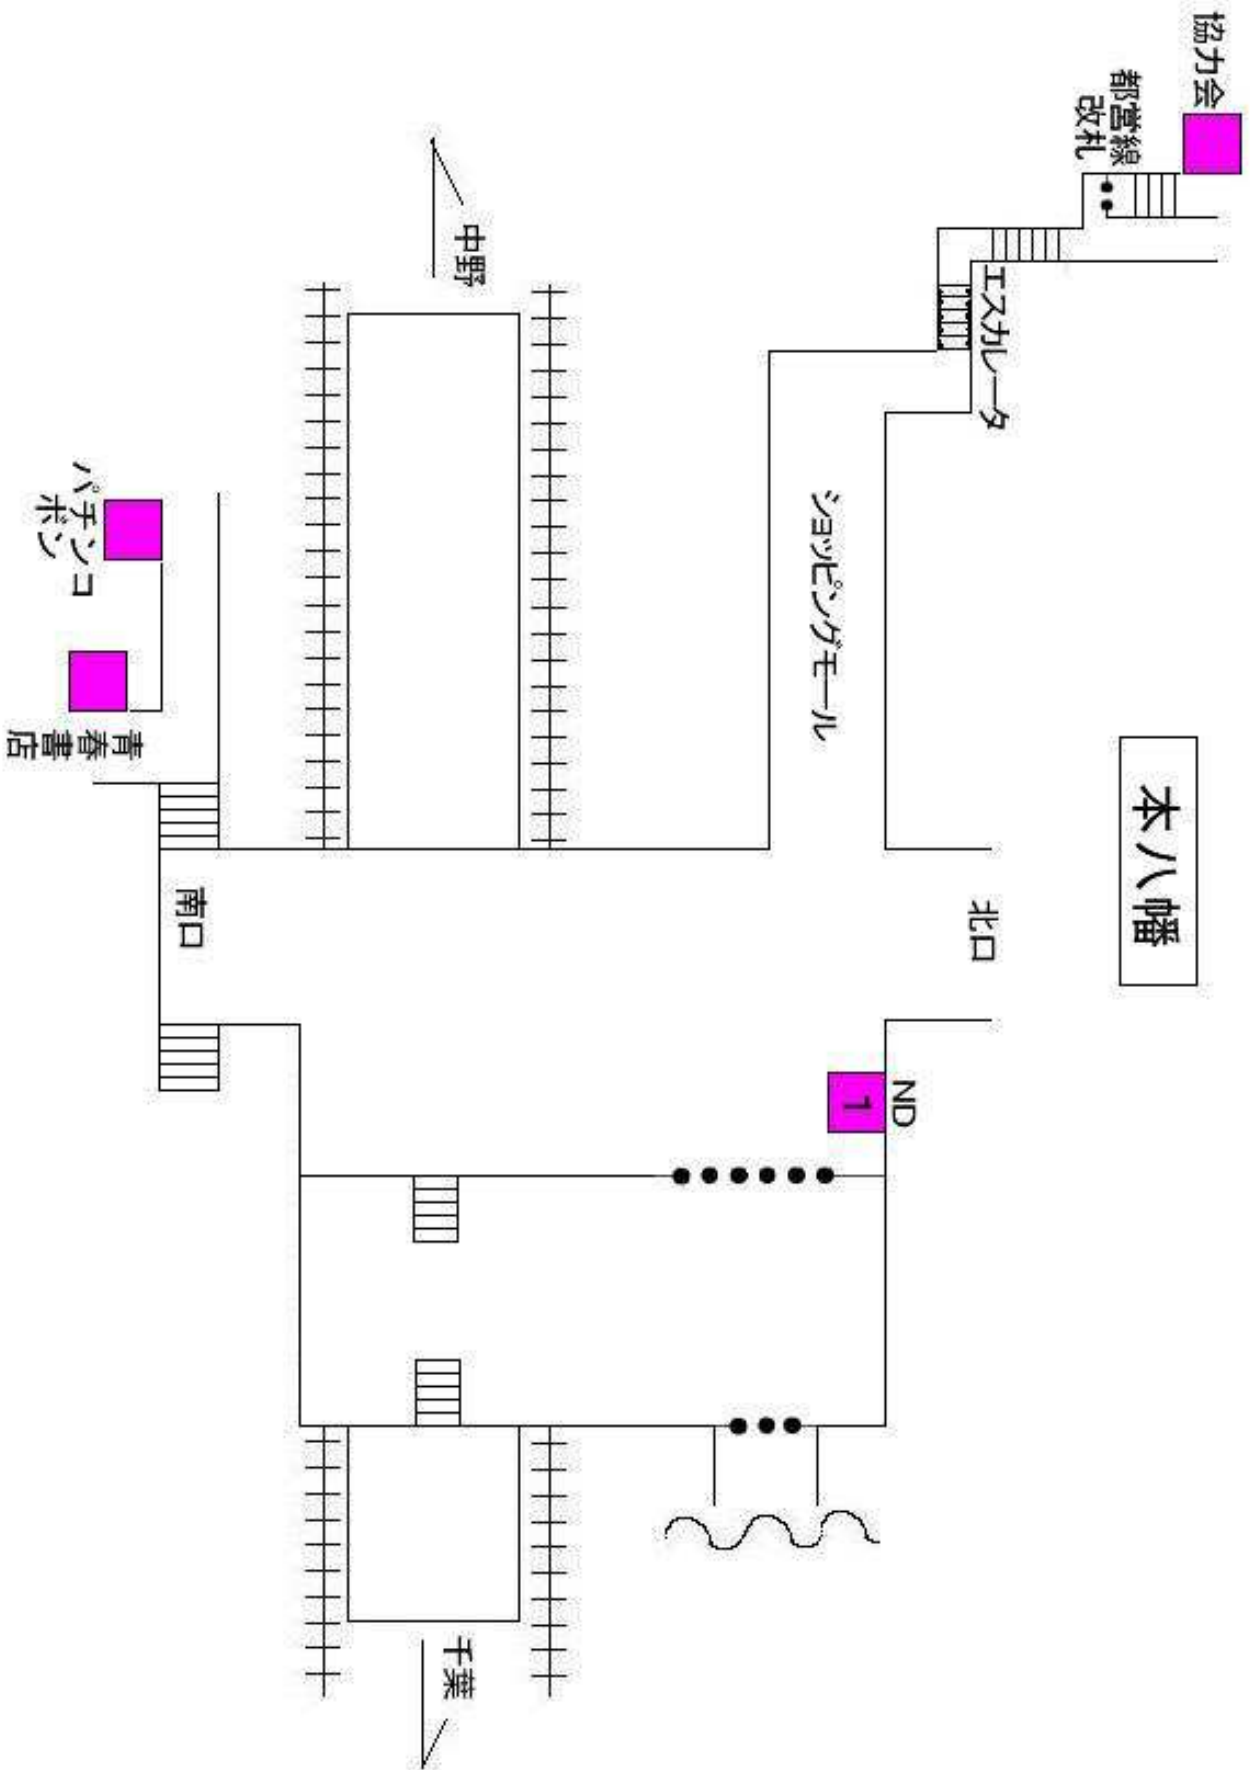 協力会
本八幡
都営線
改札
エスカレータ
北口
ND
1
ショッピングモール
中野
千葉
南口
パチンコ
ボン
青春書店